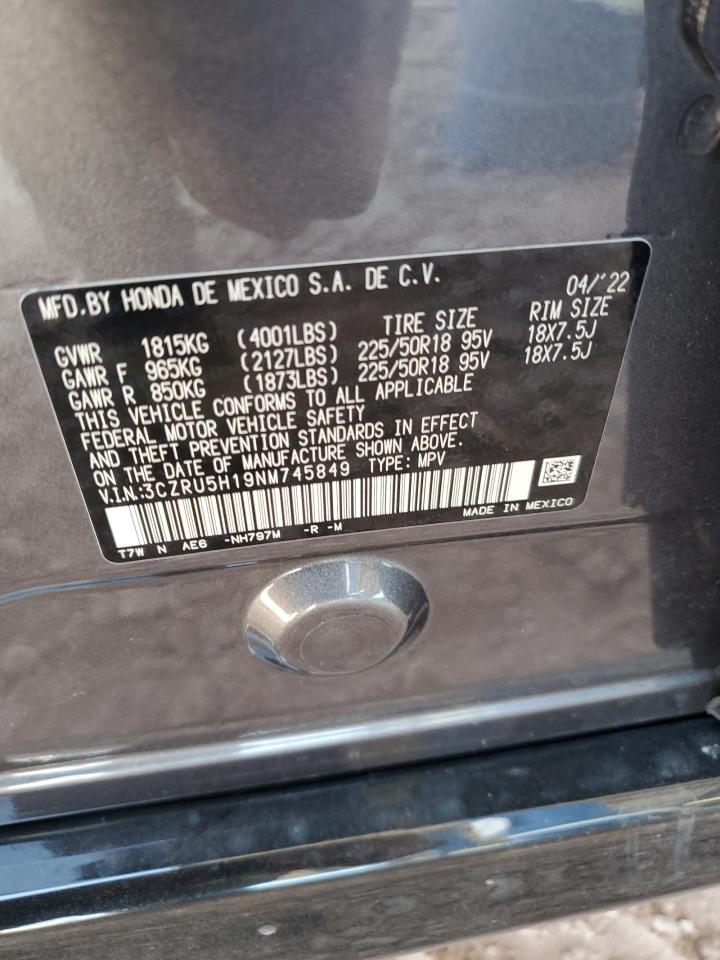 MFD. BY HONDA DE MEXICO S.A. DE C.V. 04/'22
TIRE SIZE RIM SIZE
GVWR 1815KG (4001LBS)
GAWR F 965KG (2127LBS) 225/50R18 95V 18X7.5J
GAWR R 850KG (1873LBS) 225/50R18 95V 18X7.5J
THIS VEHICLE CONFORMS TO ALL APPLICABLE
FEDERAL MOTOR VEHICLE SAFETY
AND THEFT PREVENTION STANDARDS IN EFFECT
ON THE DATE OF MANUFACTURE SHOWN ABOVE.
V.I.N.:3CZRU5H19NM745849 TYPE: MPV
T7W N AE6 -NH797M -R -M MADE IN MEXICO